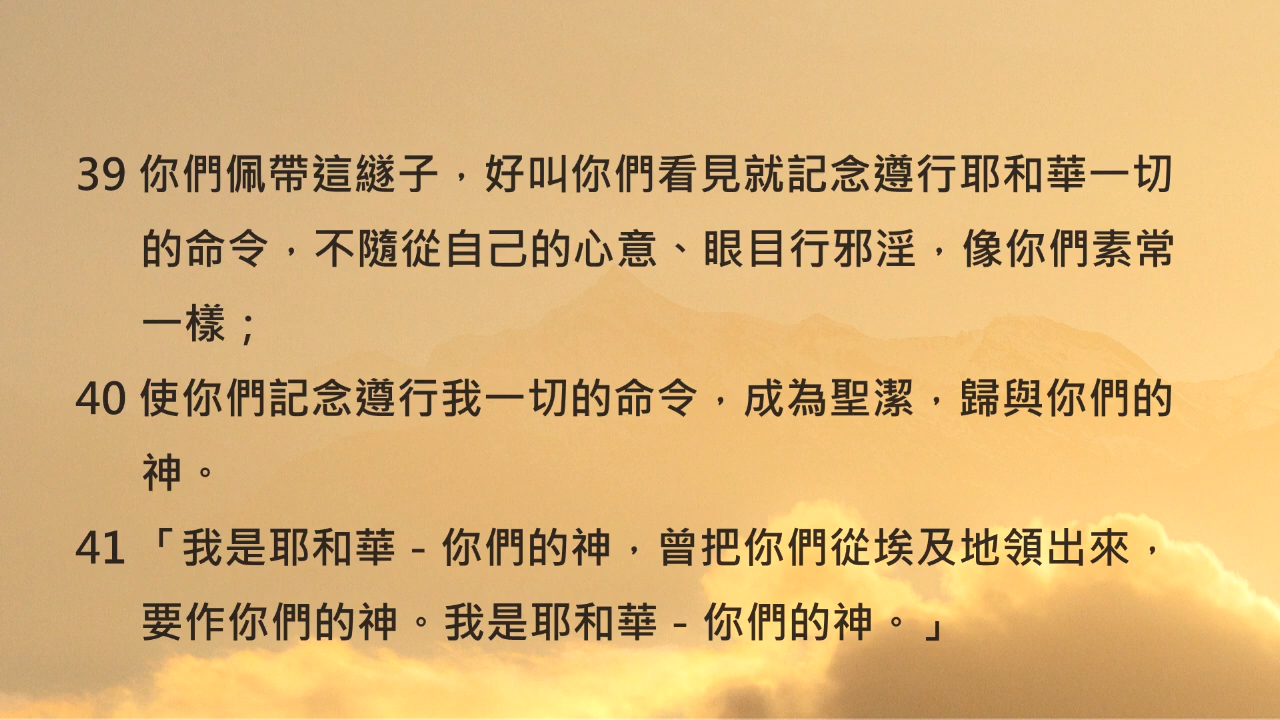 39 你們佩帶這繸子，好叫你們看見就記念遵行耶和華一切
的命令，不隨從自己的心意、眼目行邪淫，像你們素常
一樣；
40 使你們記念遵行我一切的命令，成為聖潔，歸與你們的
神。
41 「我是耶和華－你們的神，曾把你們從埃及地領出來，
要作你們的神。我是耶和華－你們的神。」